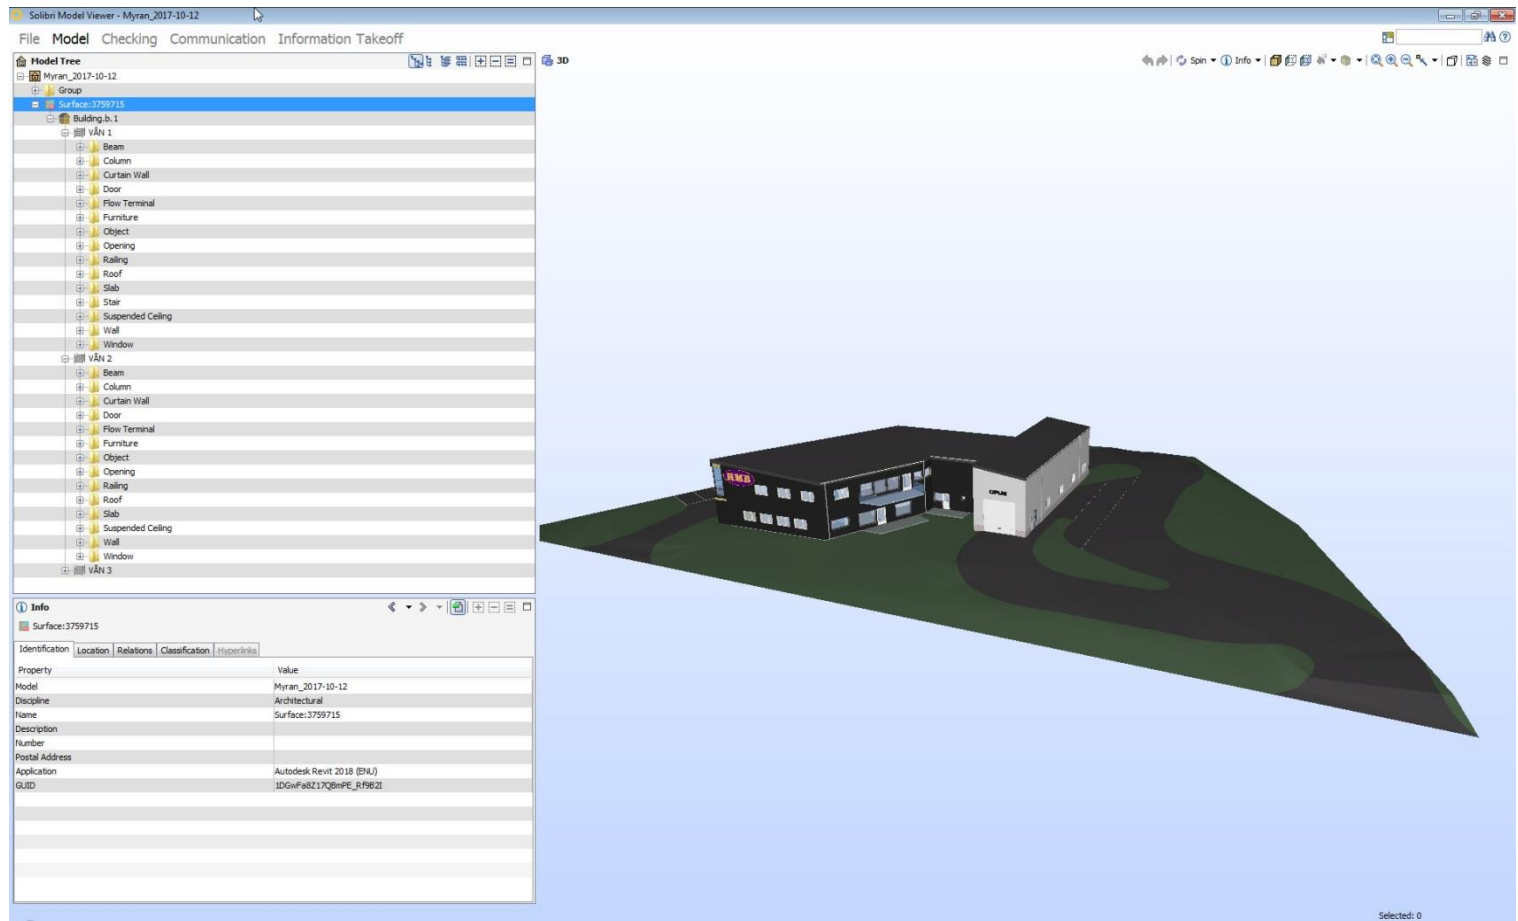 Solibri Model Viewer - Myran_2017-10-12
File Model Checking Communication Information Takeoff
Model Tree
Myran_2017-10-12
Group
Surface:3759715
Building.b.1
VÅN 1
Beam
Column
Curtain Wall
Door
Flow Terminal
Furniture
Object
Opening
Railing
Roof
Slab
Stair
Suspended Ceiling
Wall
Window
VÅN 2
Beam
Column
Curtain Wall
Door
Flow Terminal
Furniture
Object
Opening
Railing
Roof
Slab
Suspended Ceiling
Wall
Window
VÅN 3
Info
Surface:3759715
Identification Location Relations Classification Hyperlinks
Property Value
Model Myran_2017-10-12
Discipline Architectural
Name Surface:3759715
Description
Number
Postal Address
Application Autodesk Revit 2018 (ENU)
GUID 1DGwFa8Z17QBmPE_Rf9B2I
3D
Spin Info
HMB
OPUS
Selected: 0